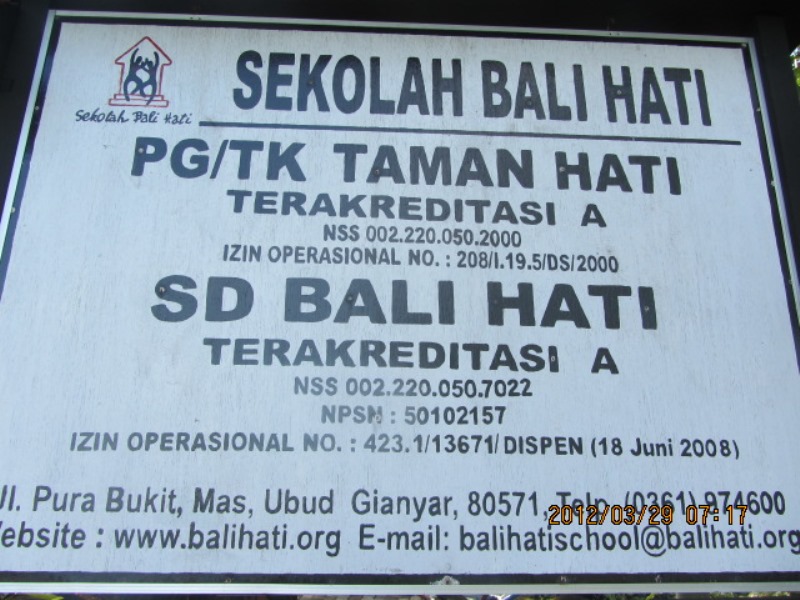 SEKOLAH BALI HATI
Sekolah Bali Hati
PG/TK TAMAN HATI
TERAKREDITASI A
NSS 002.220.050.2000
IZIN OPERASIONAL NO. : 208/I.19.5/DS/2000
SD BALI HATI
TERAKREDITASI A
NSS 002.220.050.7022
NPSN : 50102157
IZIN OPERASIONAL NO. : 423.1/13671/DISPEN (18 Juni 2008)
Jl. Pura Bukit, Mas, Ubud Gianyar, 80571, Telp. (0361) 974600
2012/03/29 07:17
ebsite : www.balihati.org E-mail: balihatischool@balihati.org